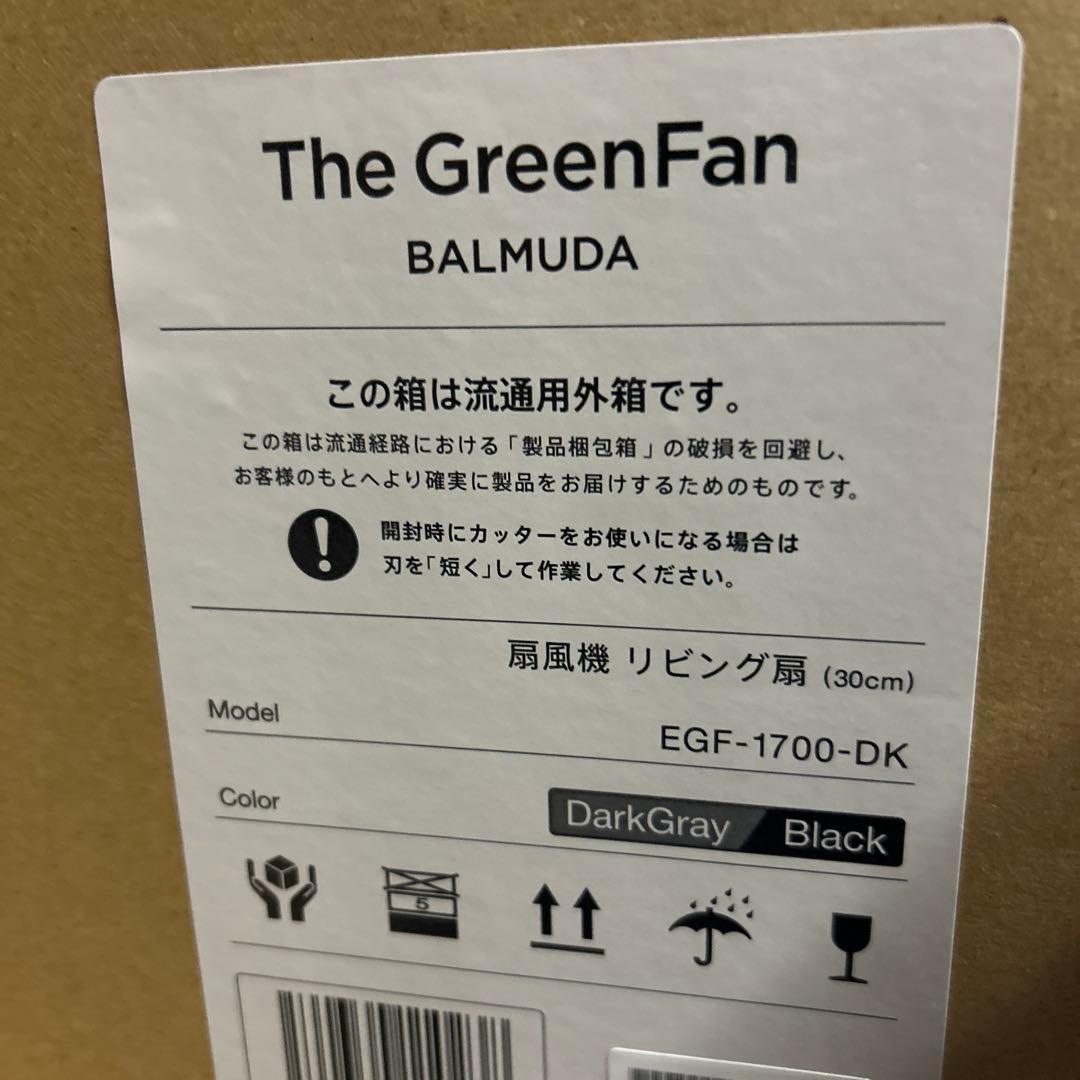 The GreenFan
BALMUDA
この箱は流通用外箱です。
この箱は流通経路における「製品梱包箱」の破損を回避し、
お客様のもとへより確実に製品をお届けするためのものです。
開封時にカッターをお使いになる場合は
刃を「短く」して作業してください。
扇風機 リビング扇 (30cm)
Model
EGF-1700-DK
Color
DarkGray Black
5